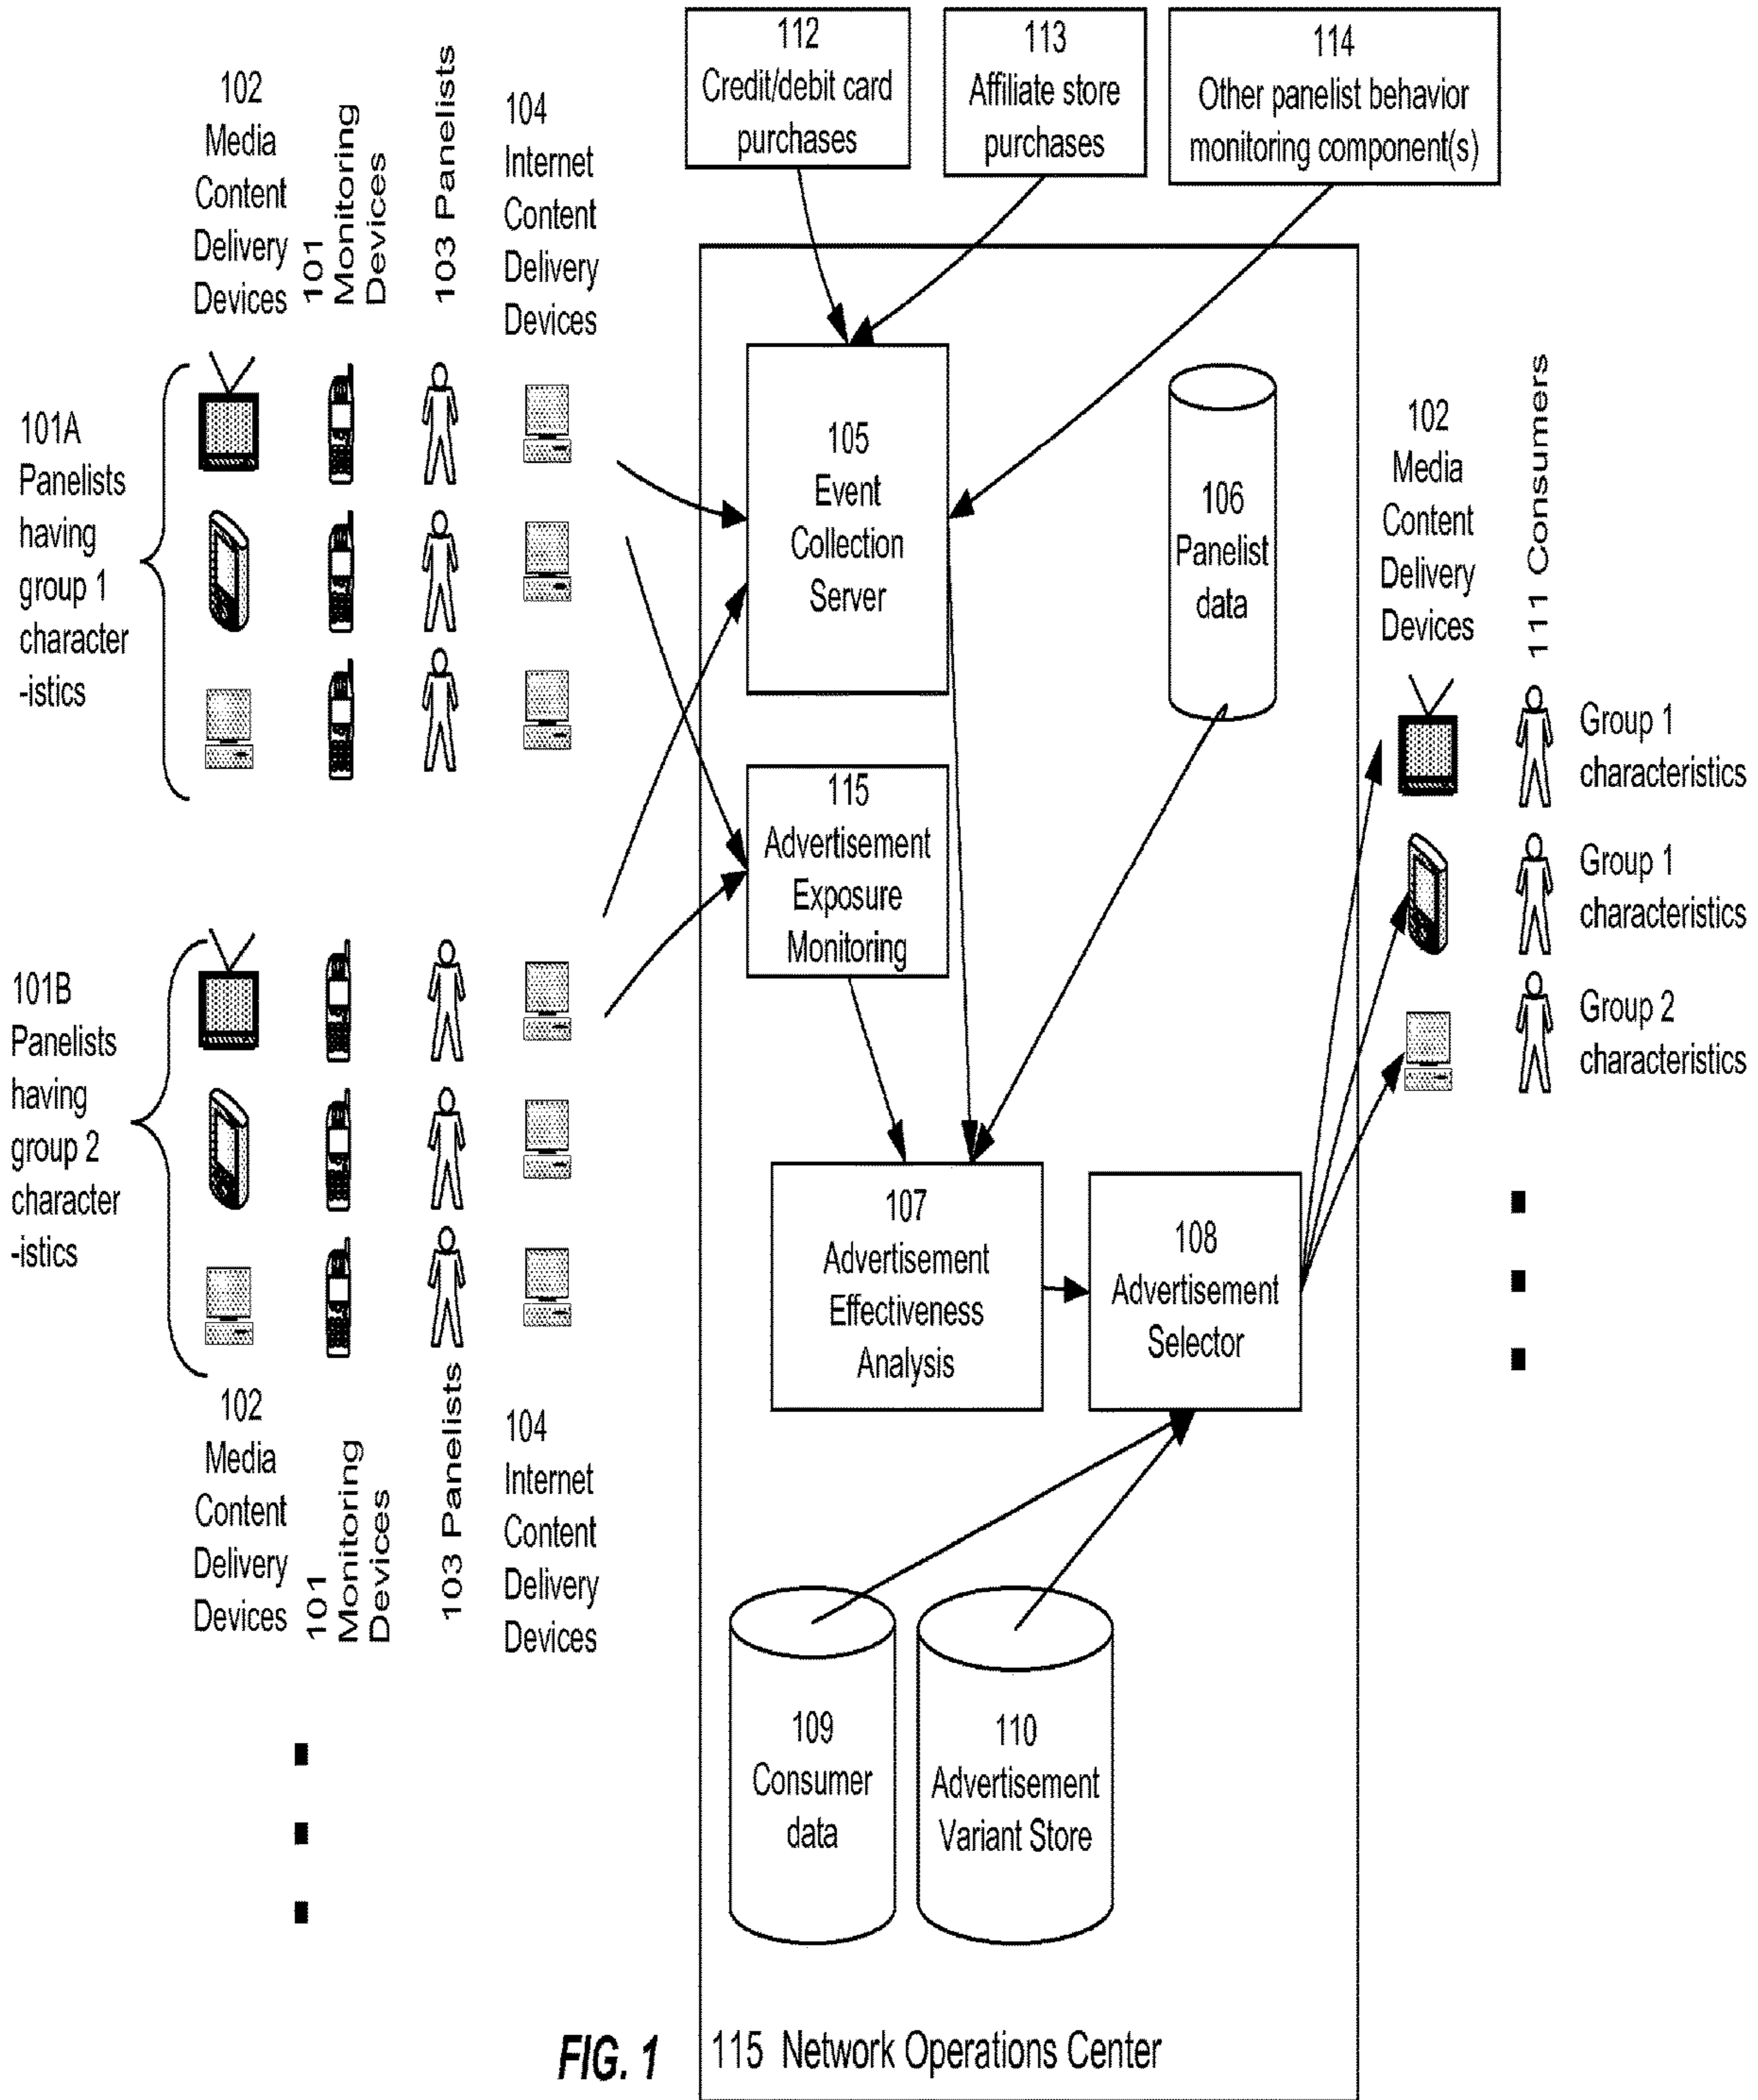 112
Credit/debit card
purchases
113
Affiliate store
purchases
114
Other panelist behavior
monitoring component(s)
102
Media
Content
Delivery
Devices
101
Monitoring
Devices
103 Panelists
104
Internet
Content
Delivery
Devices
101A
Panelists
having
group 1
character
-istics
105
Event
Collection
Server
106
Panelist
data
102
Media
Content
Delivery
Devices
111 Consumers
Group 1
characteristics
Group 1
characteristics
Group 2
characteristics
115
Advertisement
Exposure
Monitoring
101B
Panelists
having
group 2
character
-istics
107
Advertisement
Effectiveness
Analysis
108
Advertisement
Selector
102
Media
Content
Delivery
Devices
101
Monitoring
Devices
103 Panelists
104
Internet
Content
Delivery
Devices
109
Consumer
data
110
Advertisement
Variant Store
FIG. 1
115 Network Operations Center